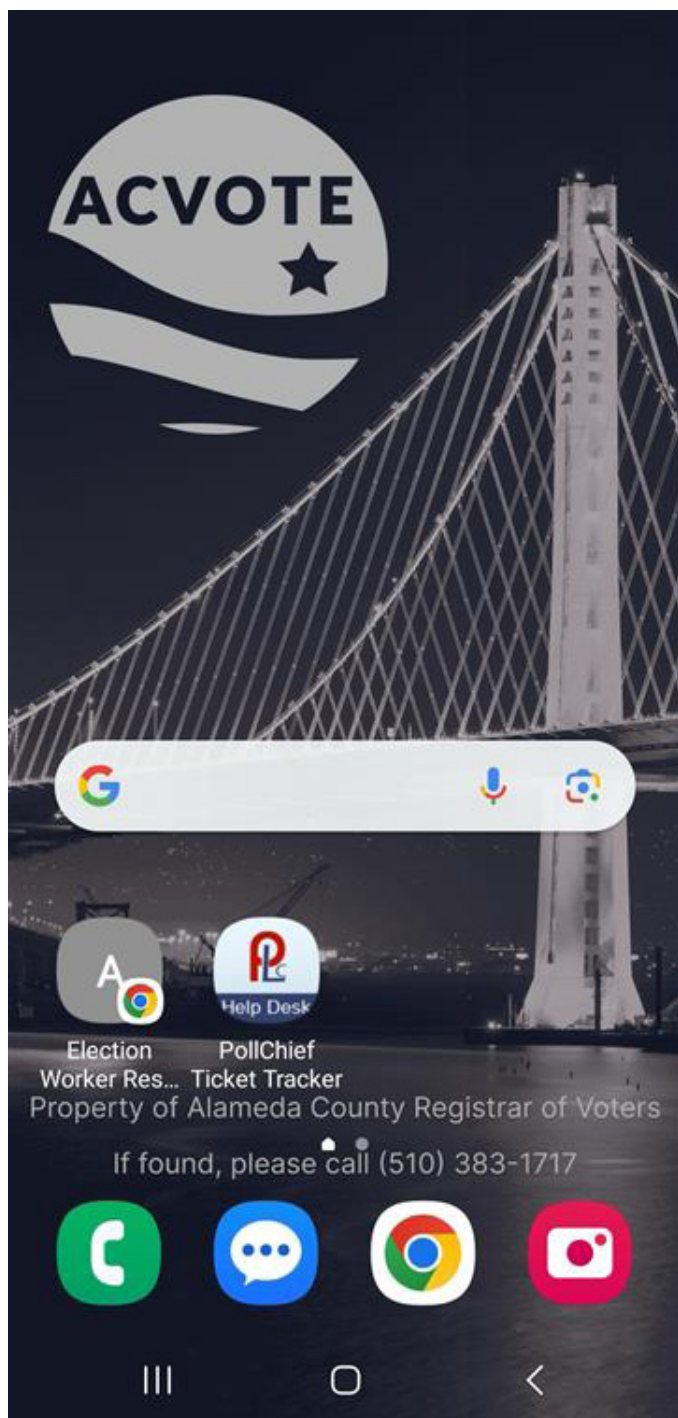 ACVOTE
G
A
PLC
Help Desk
Election
Worker Res...
PollChief
Ticket Tracker
Property of Alameda County Registrar of Voters
If found, please call (510) 383-1717